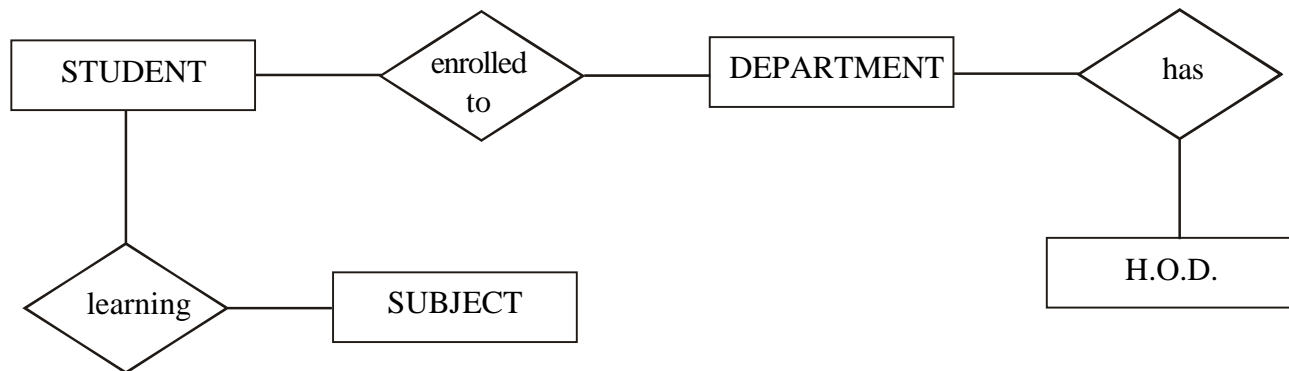 STUDENT
enrolled
to
DEPARTMENT
has
H.O.D.
learning
SUBJECT